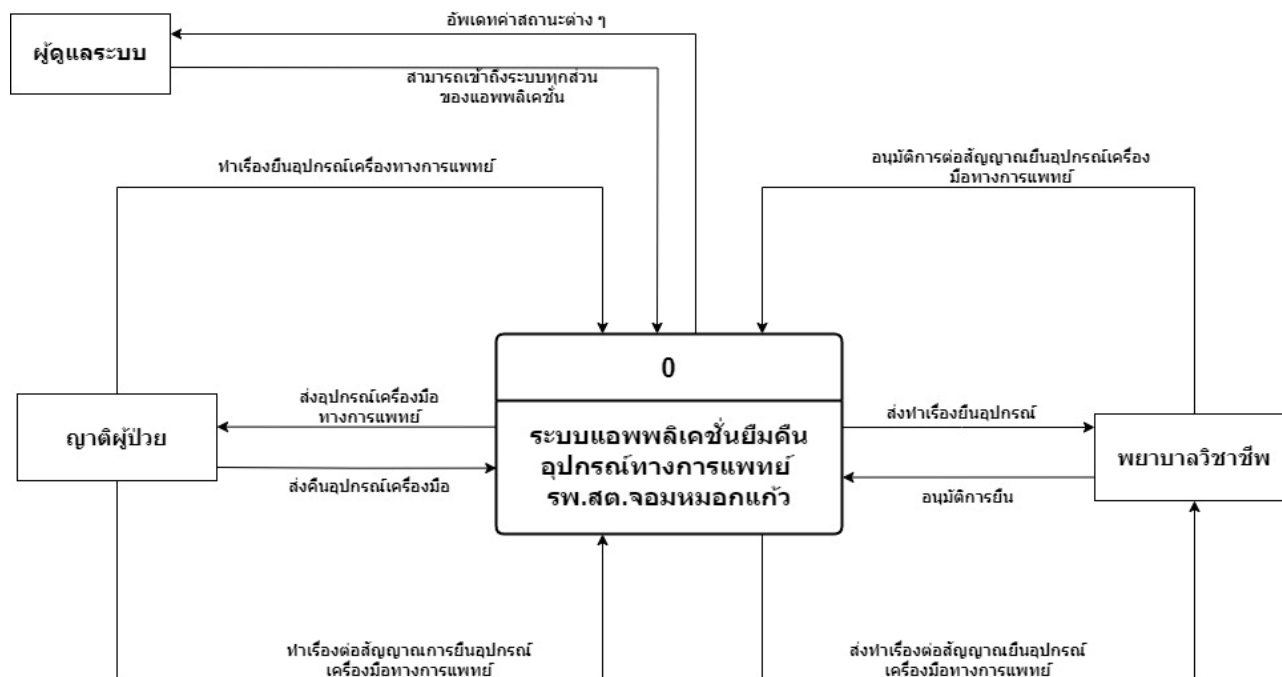 อัพเดทค่าสถานะต่าง ๆ
ผู้ดูแลระบบ
สามารถเข้าถึงระบบทุกส่วน
ของแอพพลิเคชั่น
ทำเรื่องยืนอุปกรณ์เครื่องทางการแพทย์
อนุมัติการต่อสัญญาณยืนอุปกรณ์เครื่อง
มือทางการแพทย์
0
ส่งอุปกรณ์เครื่องมือ
ทางการแพทย์
ส่งทำเรื่องยืนอุปกรณ์
ญาติผู้ป่วย
ระบบแอพพลิเคชั่นยืมคืน
อุปกรณ์ทางการแพทย์
รพ.สต.จอมหมอกแก้ว
พยาบาลวิชาชีพ
ส่งคืนอุปกรณ์เครื่องมือ
อนุมัติการยืน
ทำเรื่องต่อสัญญาณการยืนอุปกรณ์
เครื่องมือทางการแพทย์
ส่งทำเรื่องต่อสัญญาณยืนอุปกรณ์
เครื่องมือทางการแพทย์